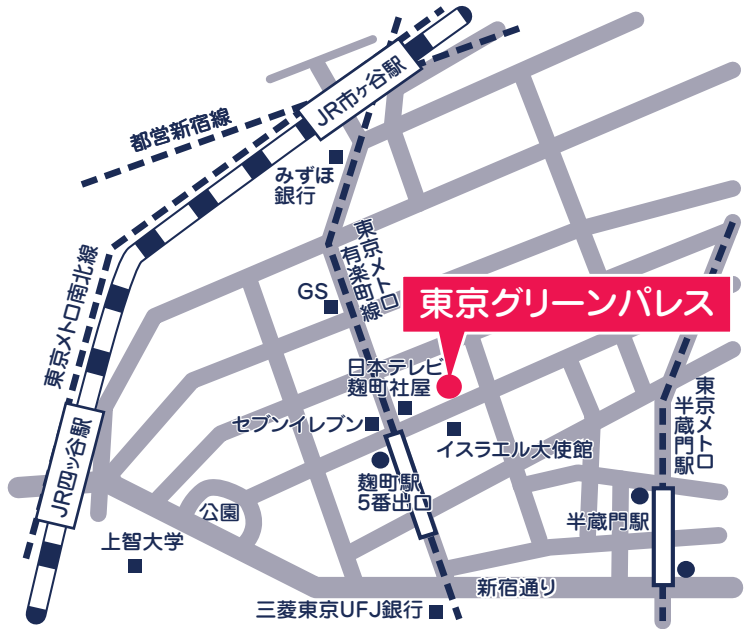 JR市ヶ谷駅
都営新宿線
みずほ
銀行
東京メトロ
有楽町線
東京メトロ南北線
GS
東京グリーンパレス
日本テレビ
麹町社屋
セブンイレブン
イスラエル大使館
東京メトロ
半蔵門駅
JR四ッ谷駅
麹町駅
5番出口
公園
半蔵門駅
上智大学
新宿通り
三菱東京UFJ銀行